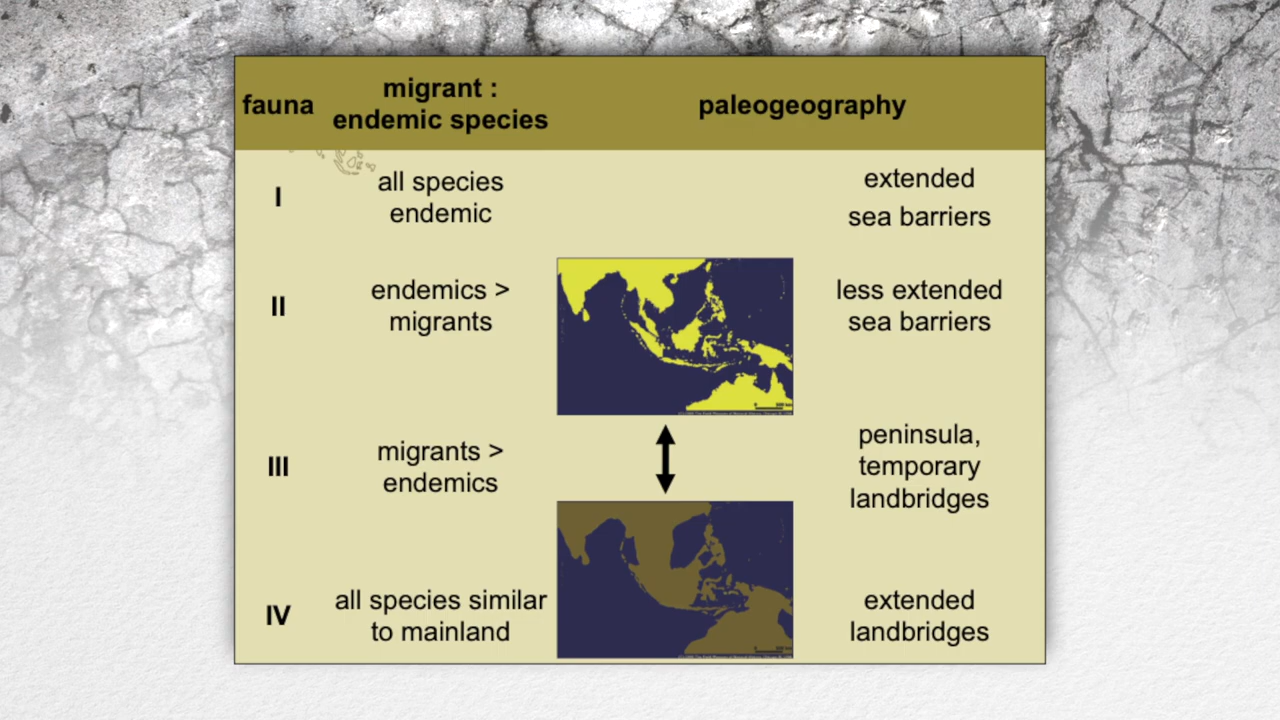 fauna
migrant :
endemic species
paleogeography
I
all species
endemic
extended
sea barriers
II
endemics >
migrants
less extended
sea barriers
III
migrants >
endemics
peninsula,
temporary
landbridges
IV
all species similar
to mainland
extended
landbridges